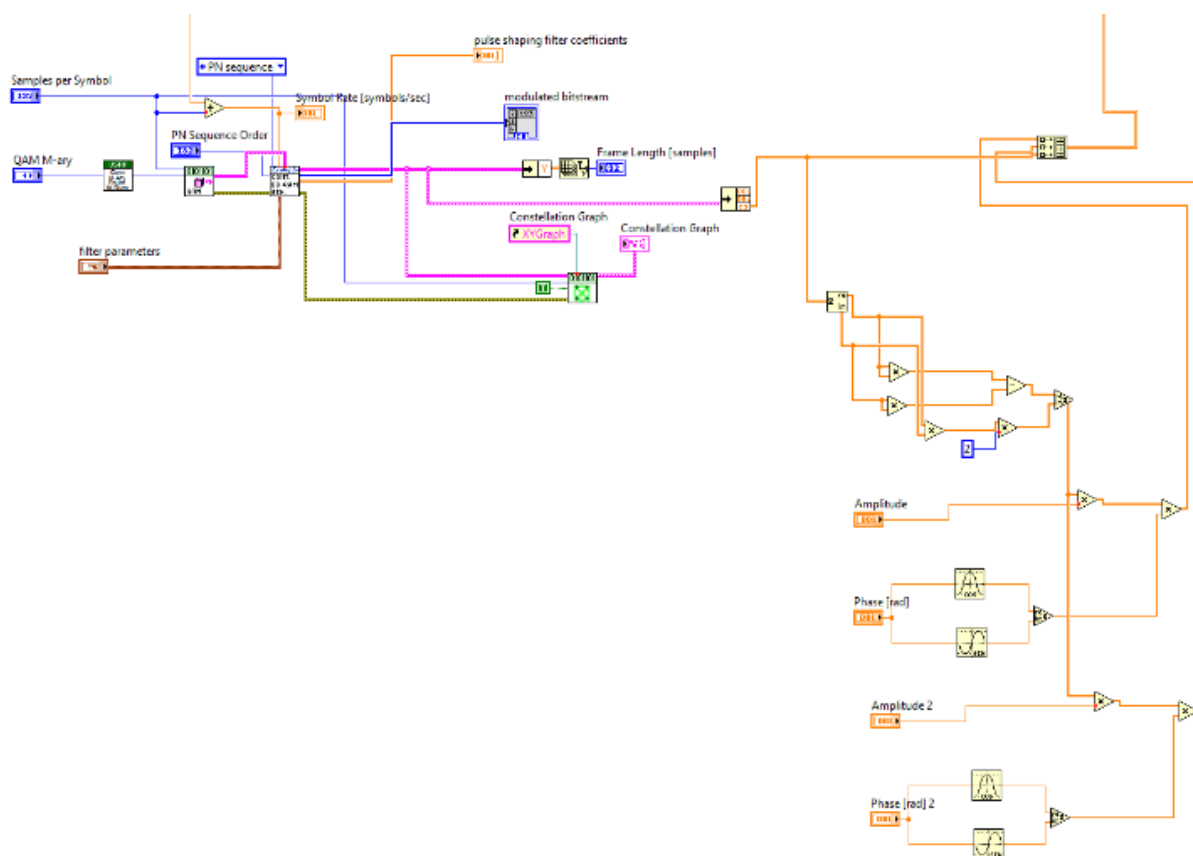 pulse shaping filter coefficients
PN sequence
Samples per Symbol
Symbol Rate [symbols/sec]
modulated bitstream
PN Sequence Order
QAM M-ary
Frame Length [samples]
Constellation Graph
XYGraph
Constellation Graph
filter parameters
2
Amplitude
Phase [rad]
Amplitude 2
Phase [rad] 2